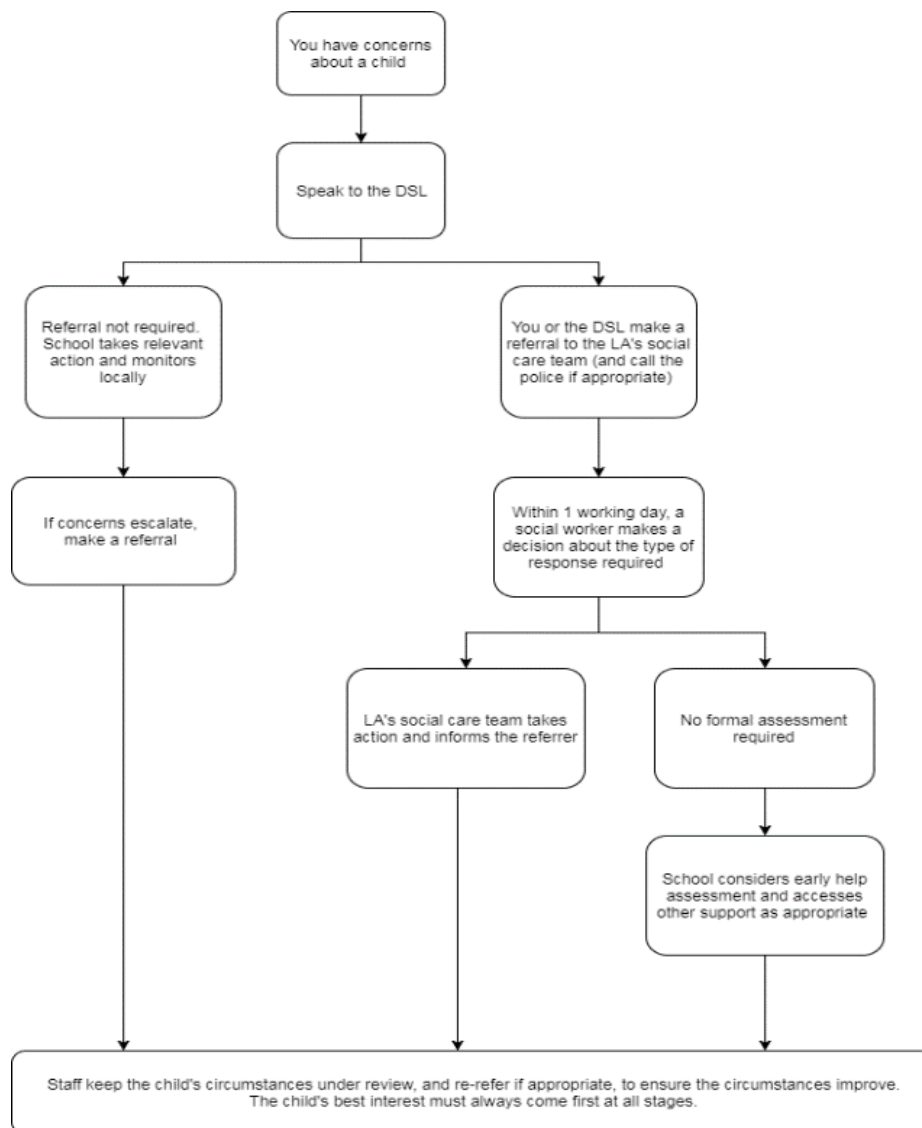 You have concerns
about a child
Speak to the DSL
Referral not required.
School takes relevant
action and monitors
locally
You or the DSL make a
referral to the LA's social
care team (and call the
police if appropriate)
If concerns escalate,
make a referral
Within 1 working day, a
social worker makes a
decision about the type of
response required
LA's social care team takes
action and informs the referrer
No formal assessment
required
School considers early help
assessment and accesses
other support as appropriate
Staff keep the child's circumstances under review, and re-refer if appropriate, to ensure the circumstances improve.
The child's best interest must always come first at all stages.